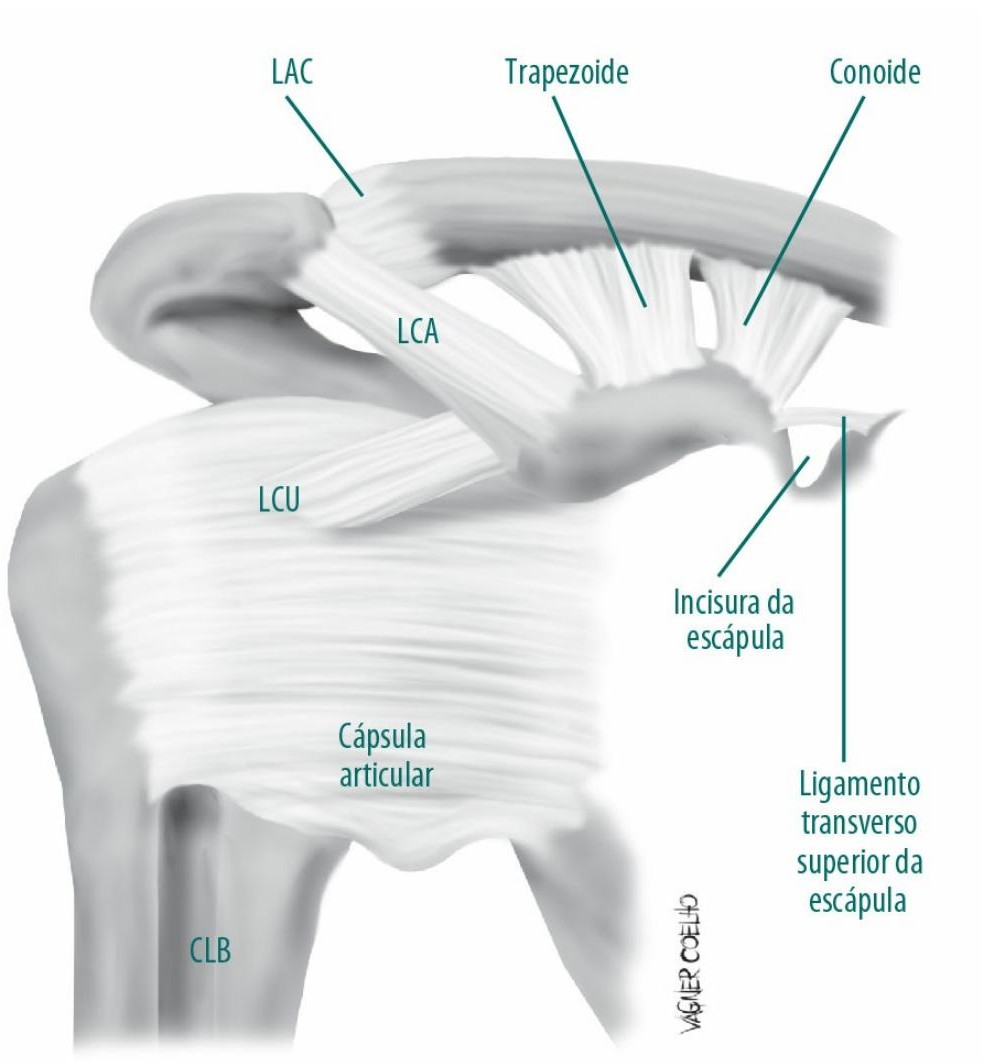 LAC
Trapezoide
Conoide
LCA
LCU
Incisura da
escápula
Cápsula
articular
Ligamento
transverso
superior da
escápula
CLB
VAGNER COELHO